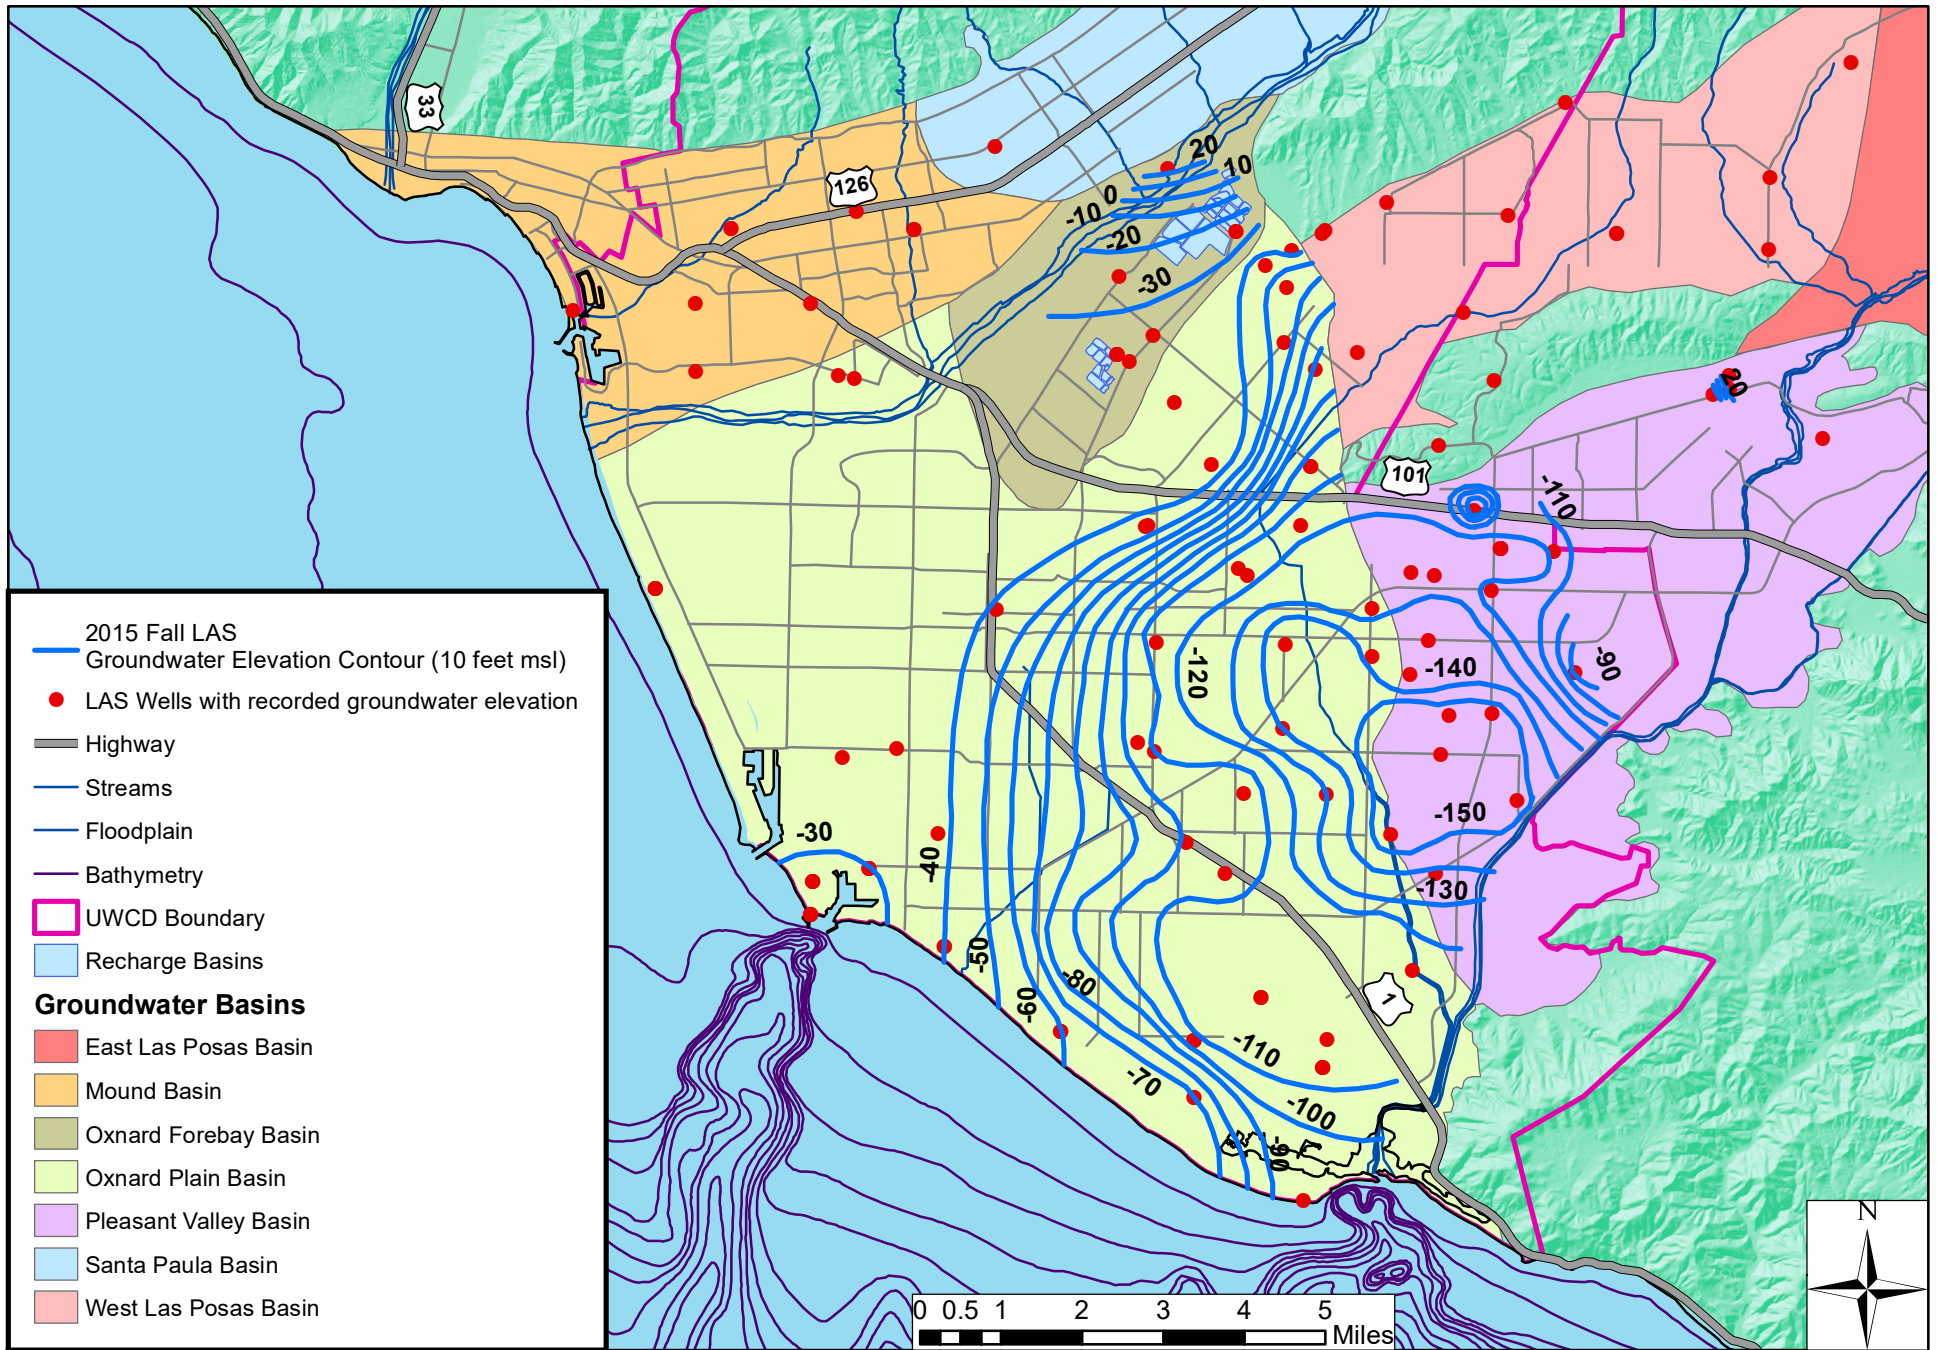 33
126
20
10
0
-10
-20
-30
20
101
-110
-120
-140
-90
-150
-130
-30
-40
-50
-60
-80
-70
-110
-100
-90
1
2015 Fall LAS
Groundwater Elevation Contour (10 feet msl)
LAS Wells with recorded groundwater elevation
Highway
Streams
Floodplain
Bathymetry
UWCD Boundary
Recharge Basins
Groundwater Basins
East Las Posas Basin
Mound Basin
Oxnard Forebay Basin
Oxnard Plain Basin
Pleasant Valley Basin
Santa Paula Basin
West Las Posas Basin
0 0.5 1 2 3 4 5
Miles
N